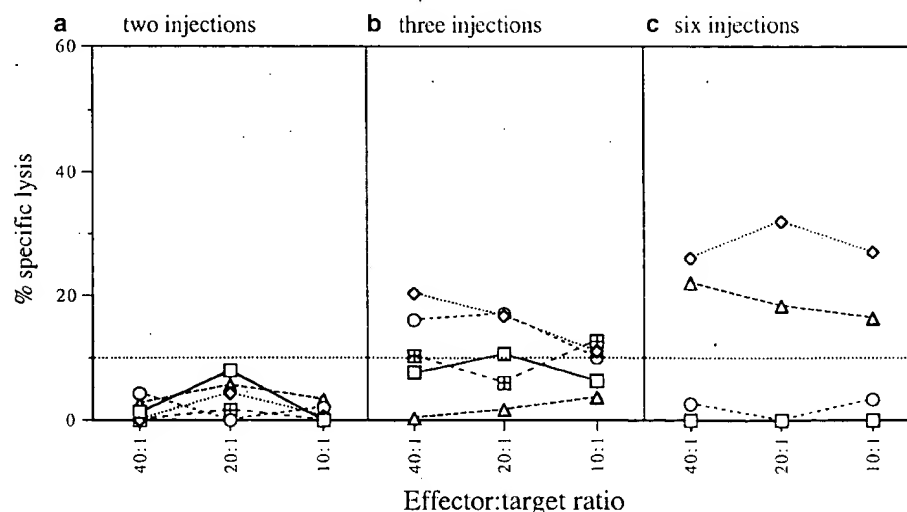 a two injections
b three injections
c six injections
% specific lysis
60
40
20
0
40:1
20:1
10:1
40:1
20:1
10:1
40:1
20:1
10:1
Effector:target ratio